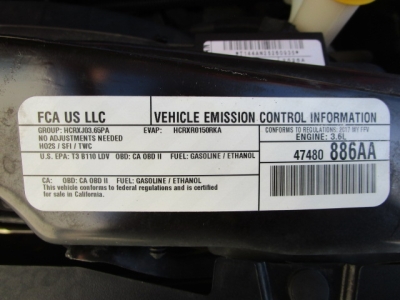 FCA US LLC
VEHICLE EMISSION CONTROL INFORMATION
GROUP: HCRXJ03.65PA EVAP: HCRXR0150RKA
CONFORMS TO REGULATIONS: 2017 MY FFV
NO ADJUSTMENTS NEEDED
ENGINE: 3.6L
HO2S / SFI / TWC
U.S. EPA: T3 B110 LDV OBD: CA OBD II FUEL: GASOLINE / ETHANOL
47480 886AA
CA: OBD: CA OBD II FUEL: GASOLINE / ETHANOL
This vehicle conforms to federal regulations and is certified
for sale in California.